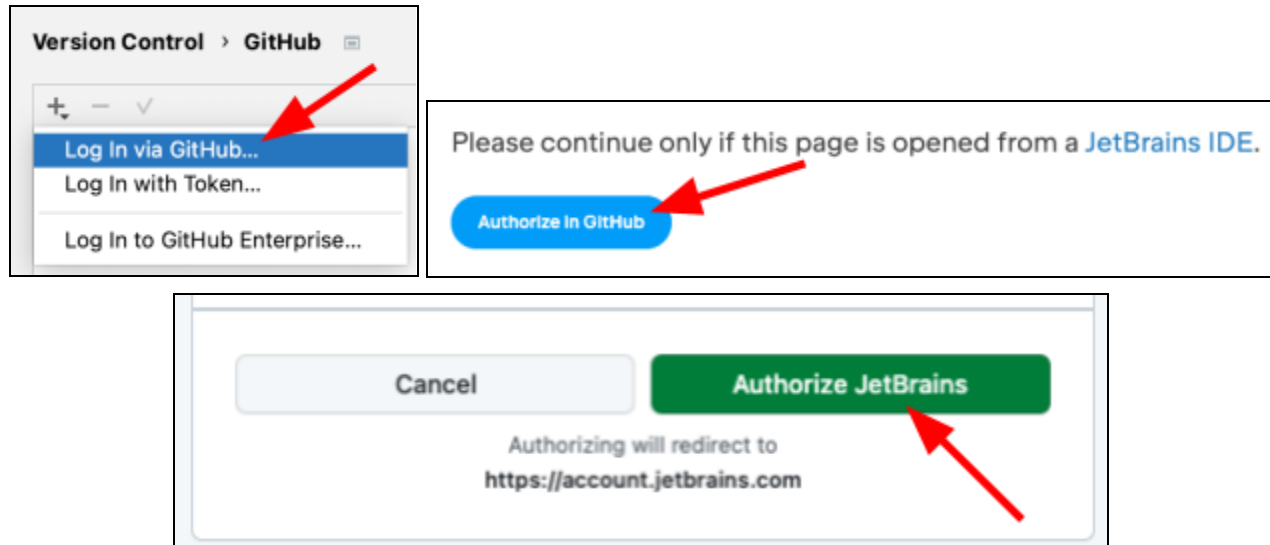 Version Control › GitHub
Log In via GitHub...
Log In with Token...
Log In to GitHub Enterprise...
Please continue only if this page is opened from a JetBrains IDE.
Authorize in GitHub
Cancel
Authorize JetBrains
Authorizing will redirect to
https://account.jetbrains.com